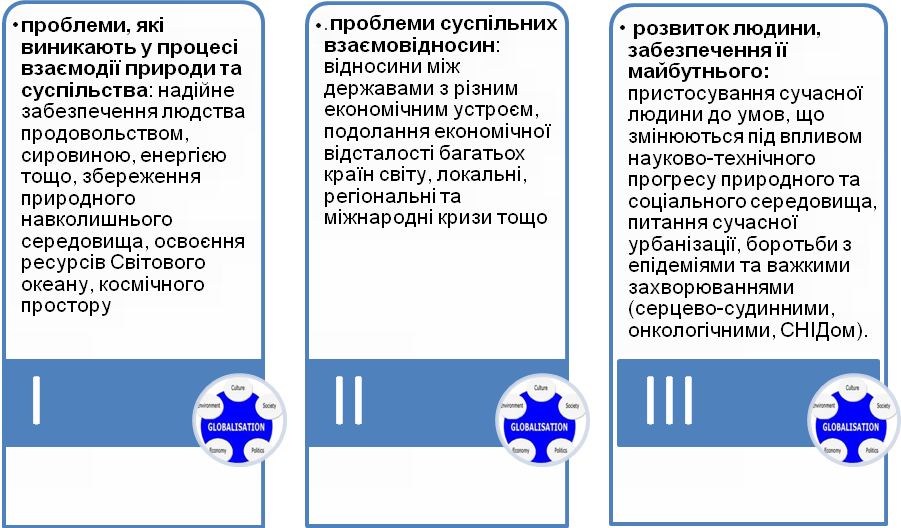 •проблеми, які
виникають у процесі
взаємодії природи та
суспільства: надійне
забезпечення людства
продовольством,
сировиною, енергією
тощо, збереження
природного
навколишнього
середовища, освоєння
ресурсів Світового
океану, космічного
простору
I
Culture
Environment
Society
GLOBALISATION
Economy
Politics
• .проблеми суспільних
взаємовідносин:
відносини між
державами з різним
економічним устроєм,
подолання економічної
відсталості багатьох
країн світу, локальні,
регіональні та
міжнародні кризи тощо
II
Culture
Environment
Society
GLOBALISATION
Economy
Politics
• розвиток людини,
забезпечення її
майбутнього:
пристосування сучасної
людини до умов, що
змінюються під впливом
науково-технічного
прогресу природного та
соціального середовища,
питання сучасної
урбанізації, боротьби з
епідеміями та важкими
захворюваннями
(серцево-судинними,
онкологічними, СНІДом).
III
Culture
Environment
Society
GLOBALISATION
Economy
Politics